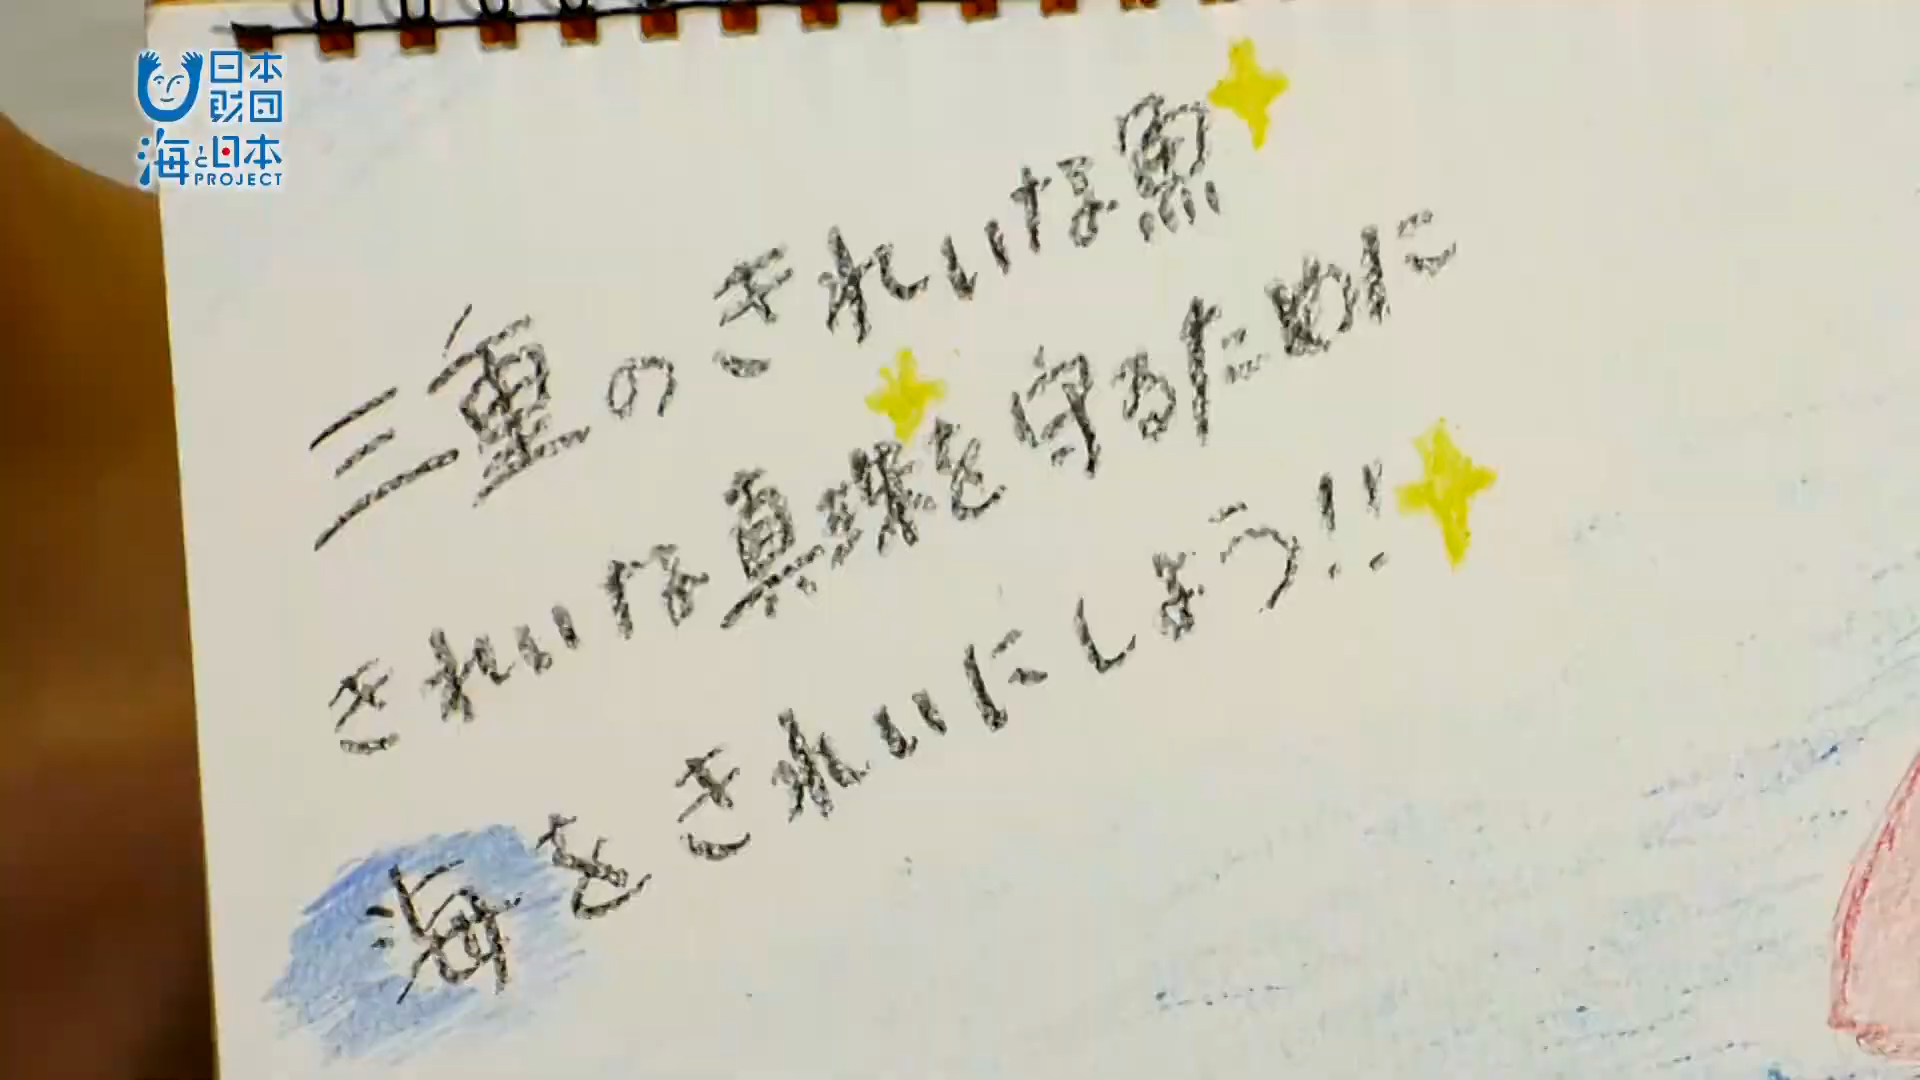 日本
財団
海と日本
PROJECT
三重のきれいな魚
きれいな真珠を守るために
海をきれいにしよう!!